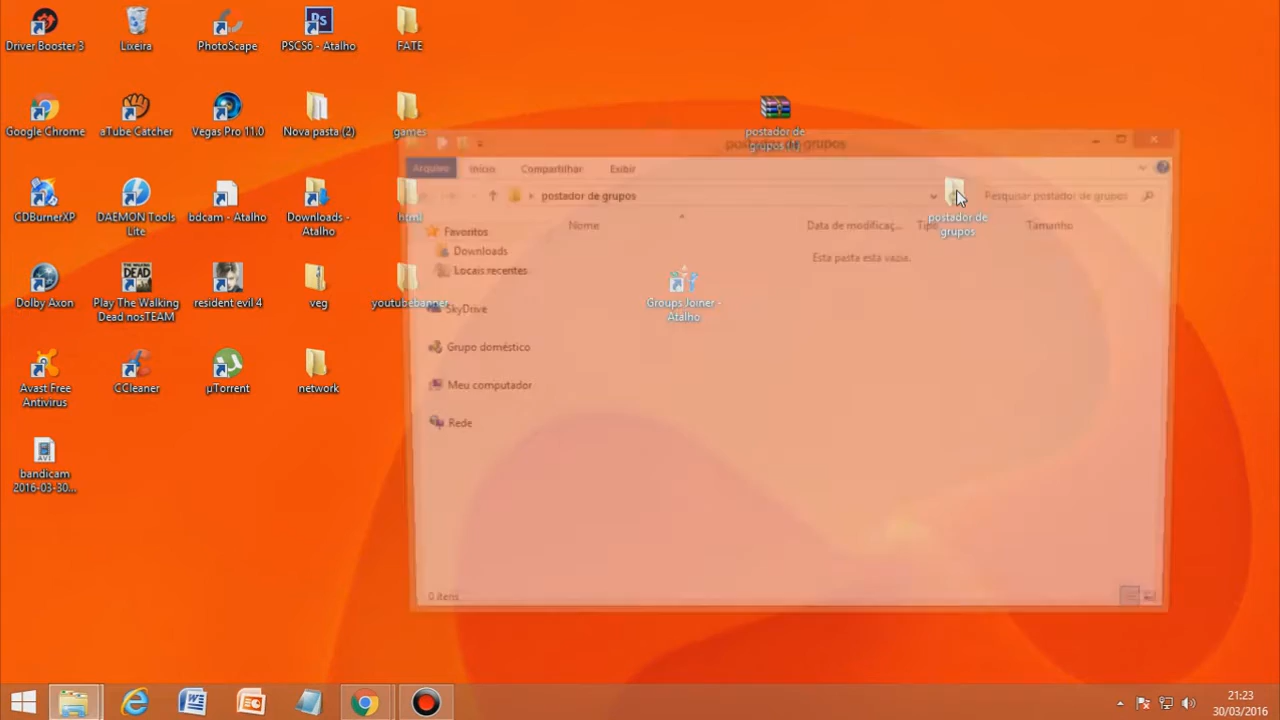 Driver Booster 3
Lixeira
PhotoScape
PSCS6 - Atalho
FATE
Google Chrome
aTube Catcher
Vegas Pro 11.0
Nova pasta (2)
games
postador de
postador de grupos
Arquivo
Início
Compartilhar
Exibir
postador de grupos
Pesquisar postador de grupos
CDBurnerXP
DAEMON Tools
Lite
bdcam - Atalho
Downloads -
Atalho
html
postador de
grupos
Favoritos
Downloads
Locais recentes
SkyDrive
Grupo doméstico
Meu computador
Rede
Nome
Data de modificaç...
Tamanho
Esta pasta está vazia.
Dolby Axon
Play The Walking
Dead nosTEAM
resident evil 4
veg
youtubebanner
Groups Joiner -
Atalho
Avast Free
Antivirus
CCleaner
µTorrent
network
bandicam
2016-03-30...
0 itens
21:23
30/03/2016